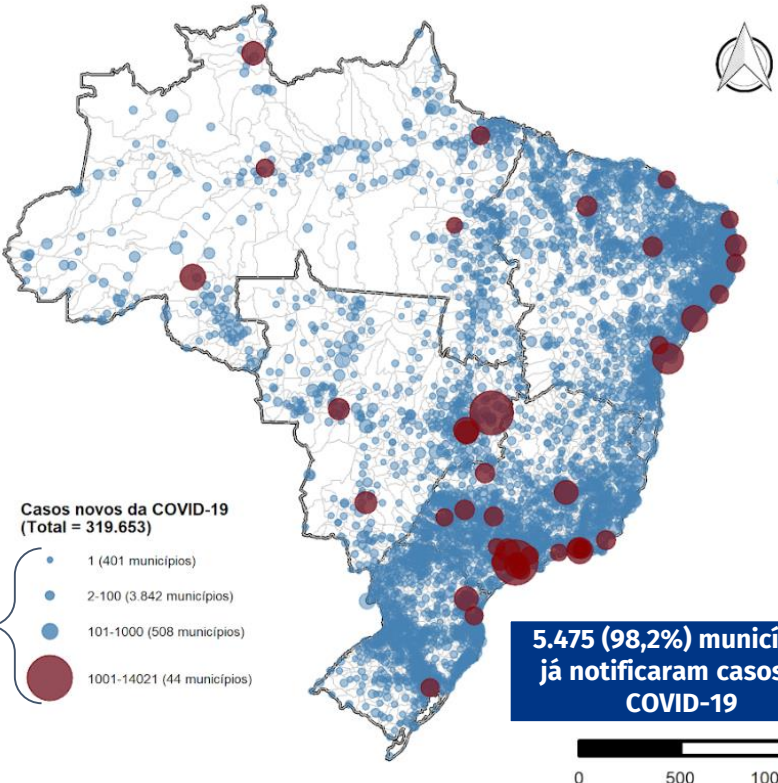 Casos novos da COVID-19
(Total = 319.653)
1 (401 municípios)
2-100 (3.842 municípios)
101-1000 (508 municípios)
1001-14021 (44 municípios)
5.475 (98,2%)
já notificaram casos
COVID-19
0 500